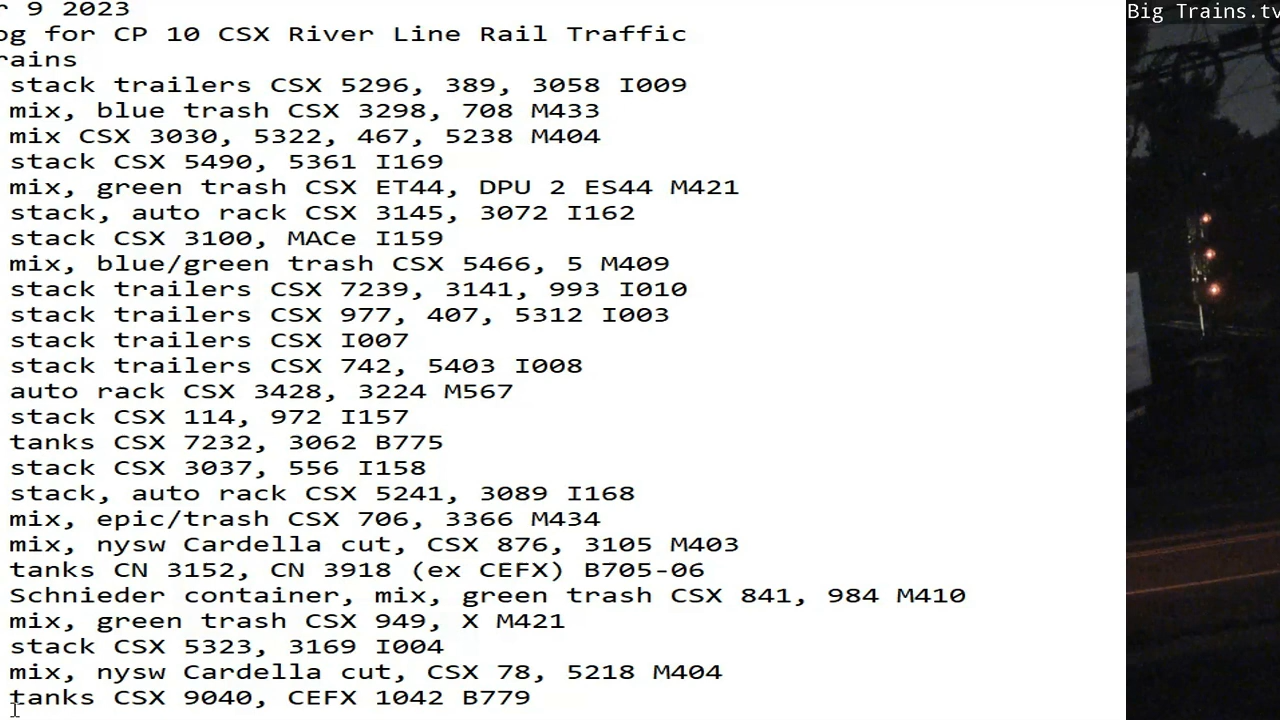 r 9 2023
og for CP 10 CSX River Line Rail Traffic
rains
stack trailers CSX 5296, 389, 3058 I009
mix, blue trash CSX 3298, 708 M433
mix CSX 3030, 5322, 467, 5238 M404
stack CSX 5490, 5361 I169
mix, green trash CSX ET44, DPU 2 ES44 M421
stack, auto rack CSX 3145, 3072 I162
stack CSX 3100, MACe I159
mix, blue/green trash CSX 5466, 5 M409
stack trailers CSX 7239, 3141, 993 I010
stack trailers CSX 977, 407, 5312 I003
stack trailers CSX I007
stack trailers CSX 742, 5403 I008
auto rack CSX 3428, 3224 M567
stack CSX 114, 972 I157
tanks CSX 7232, 3062 B775
stack CSX 3037, 556 I158
stack, auto rack CSX 5241, 3089 I168
mix, epic/trash CSX 706, 3366 M434
mix, nysw Cardella cut, CSX 876, 3105 M403
tanks CN 3152, CN 3918 (ex CEFX) B705-06
Schnieder container, mix, green trash CSX 841, 984 M410
mix, green trash CSX 949, X M421
stack CSX 5323, 3169 I004
mix, nysw Cardella cut, CSX 78, 5218 M404
tanks CSX 9040, CEFX 1042 B779
Big Trains.tv